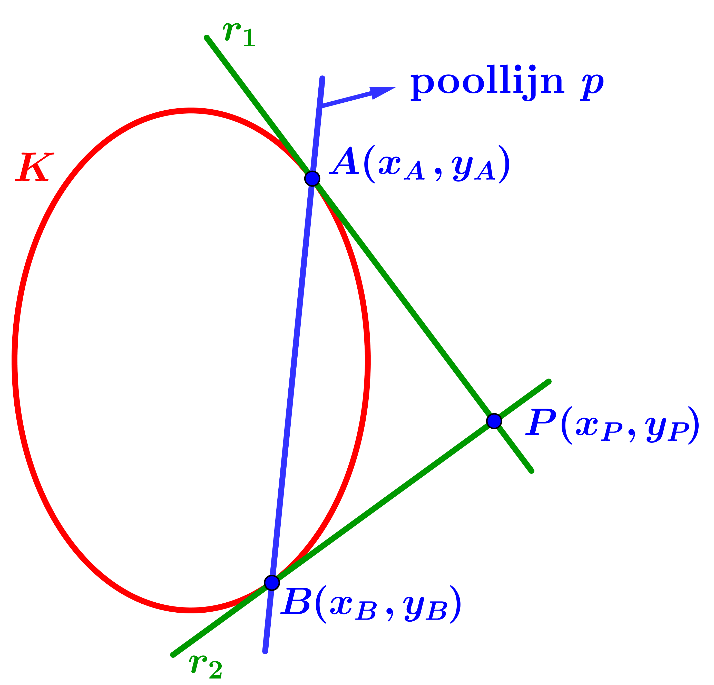 r₁
poollijn p
K
A(x_A, y_A)
P(x_P, y_P)
B(x_B, y_B)
r₂